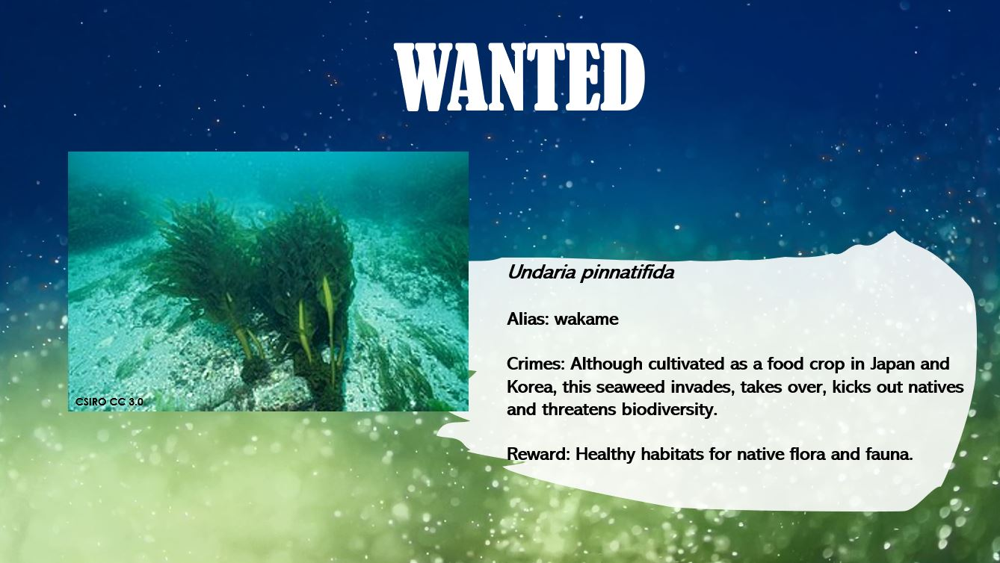 WANTED
Undaria pinnatifida
Alias: wakame
Crimes: Although cultivated as a food crop in Japan and
Korea, this seaweed invades, takes over, kicks out natives
and threatens biodiversity.
Reward: Healthy habitats for native flora and fauna.
CSIRO CC 3.0